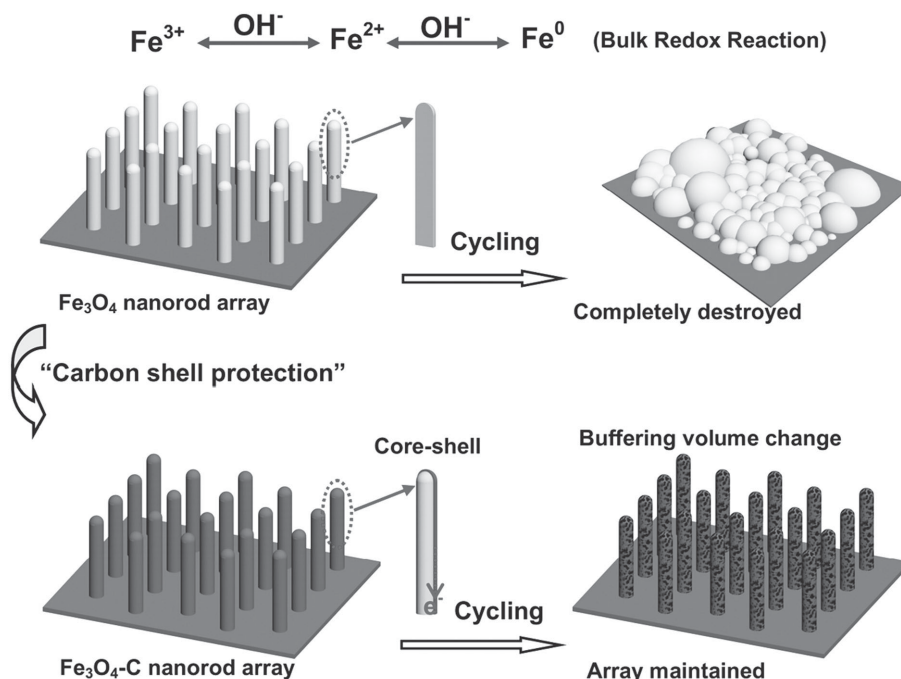 Fe³⁺ OH⁻ Fe²⁺ OH⁻ Fe⁰ (Bulk Redox Reaction)
Cycling
Fe₃O₄ nanorod array
Completely destroyed
“Carbon shell protection”
Core-shell
Buffering volume change
e⁻
Cycling
Fe₃O₄-C nanorod array
Array maintained